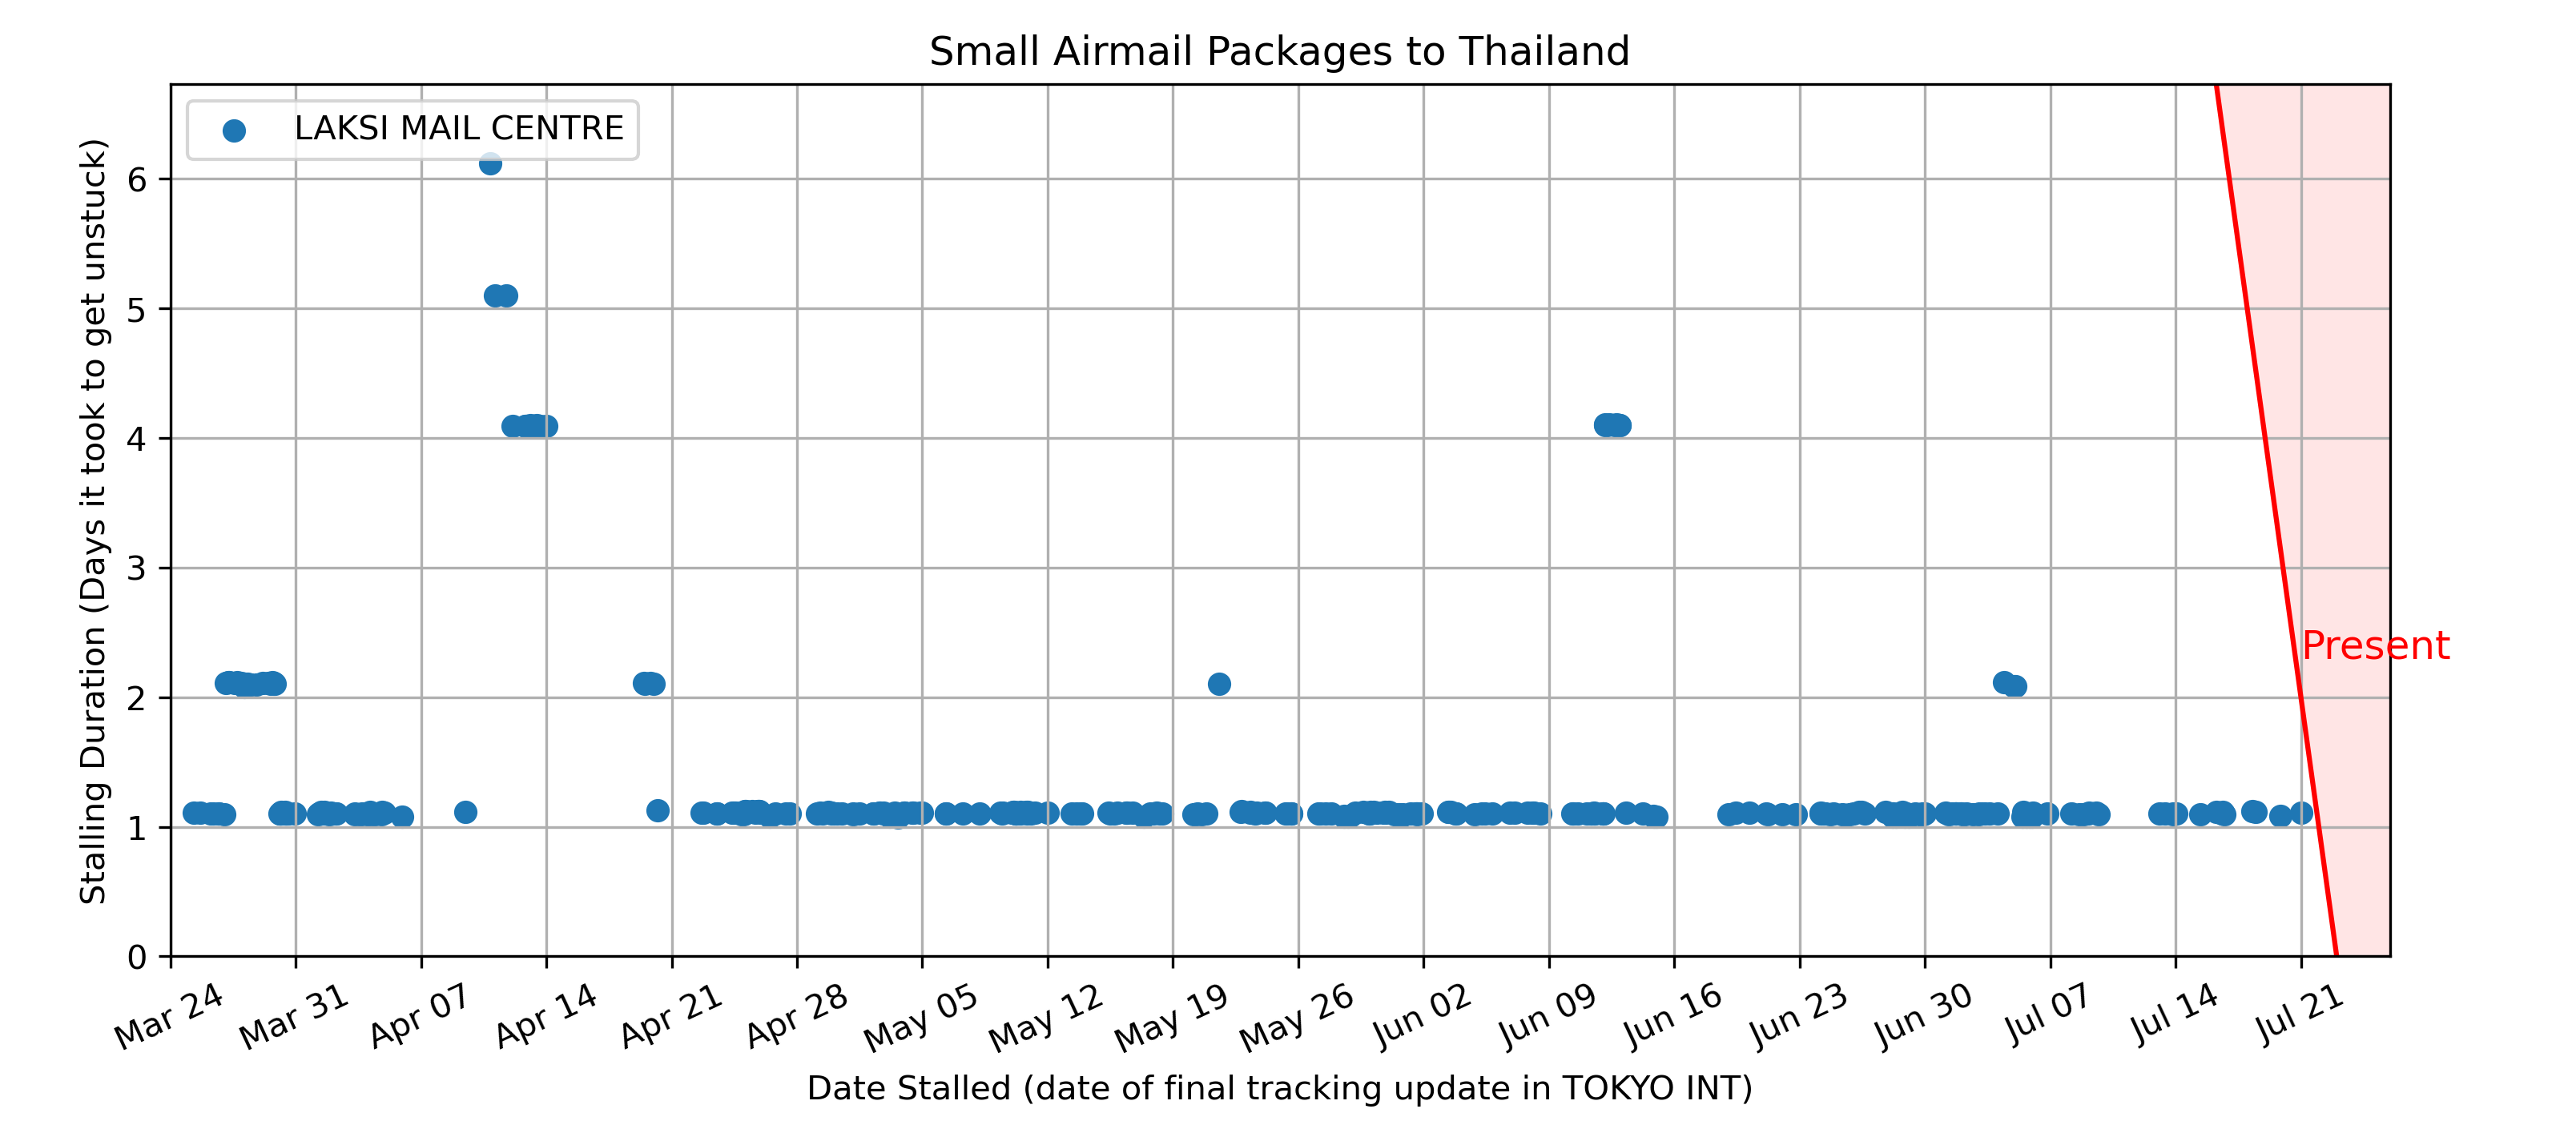 Small Airmail Packages to Thailand
LAKSI MAIL CENTRE
Stalling Duration (Days it took to get unstuck)
6
5
4
3
2
1
0
Present
Mar 24
Mar 31
Apr 07
Apr 14
Apr 21
Apr 28
May 05
May 12
May 19
May 26
Jun 02
Jun 09
Jun 16
Jun 23
Jun 30
Jul 07
Jul 14
Jul 21
Date Stalled (date of final tracking update in TOKYO INT)